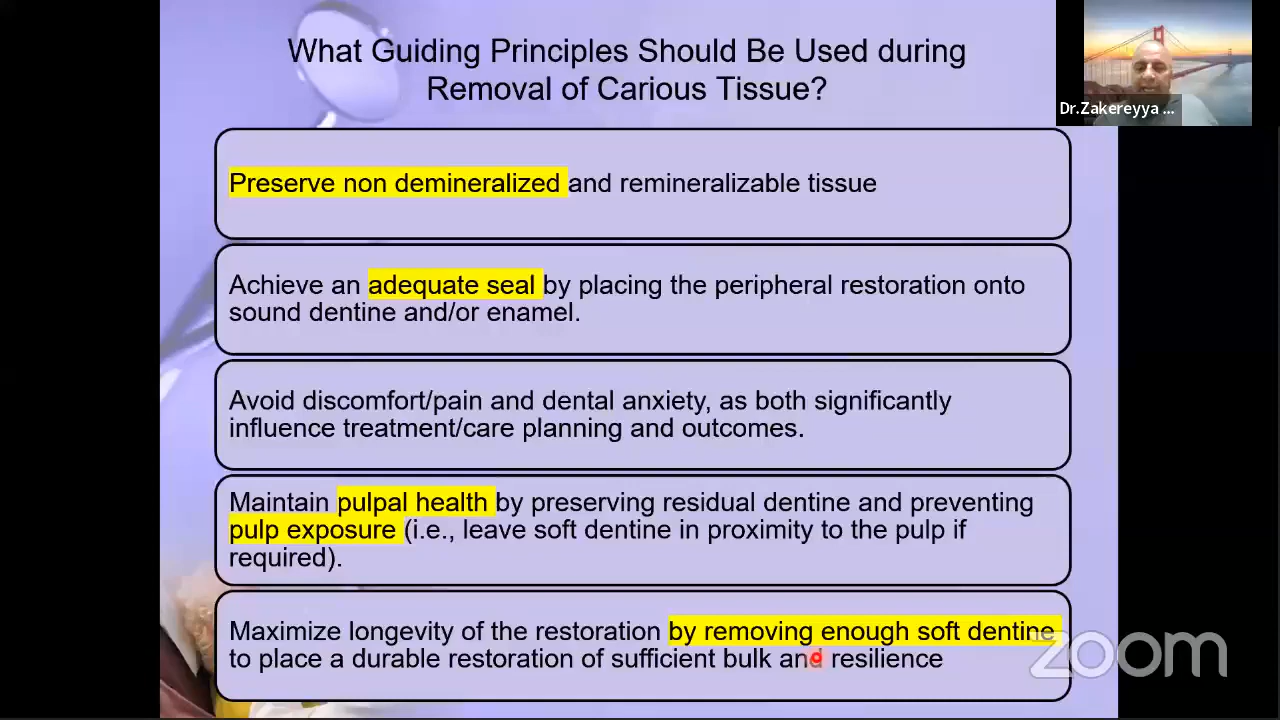 What Guiding Principles Should Be Used during
Removal of Carious Tissue?
Dr.Zakereyya ...
Preserve non demineralized and remineralizable tissue
Achieve an adequate seal by placing the peripheral restoration onto
sound dentine and/or enamel.
Avoid discomfort/pain and dental anxiety, as both significantly
influence treatment/care planning and outcomes.
Maintain pulpal health by preserving residual dentine and preventing
pulp exposure (i.e., leave soft dentine in proximity to the pulp if
required).
Maximize longevity of the restoration by removing enough soft dentine
to place a durable restoration of sufficient bulk and resilience
zoom